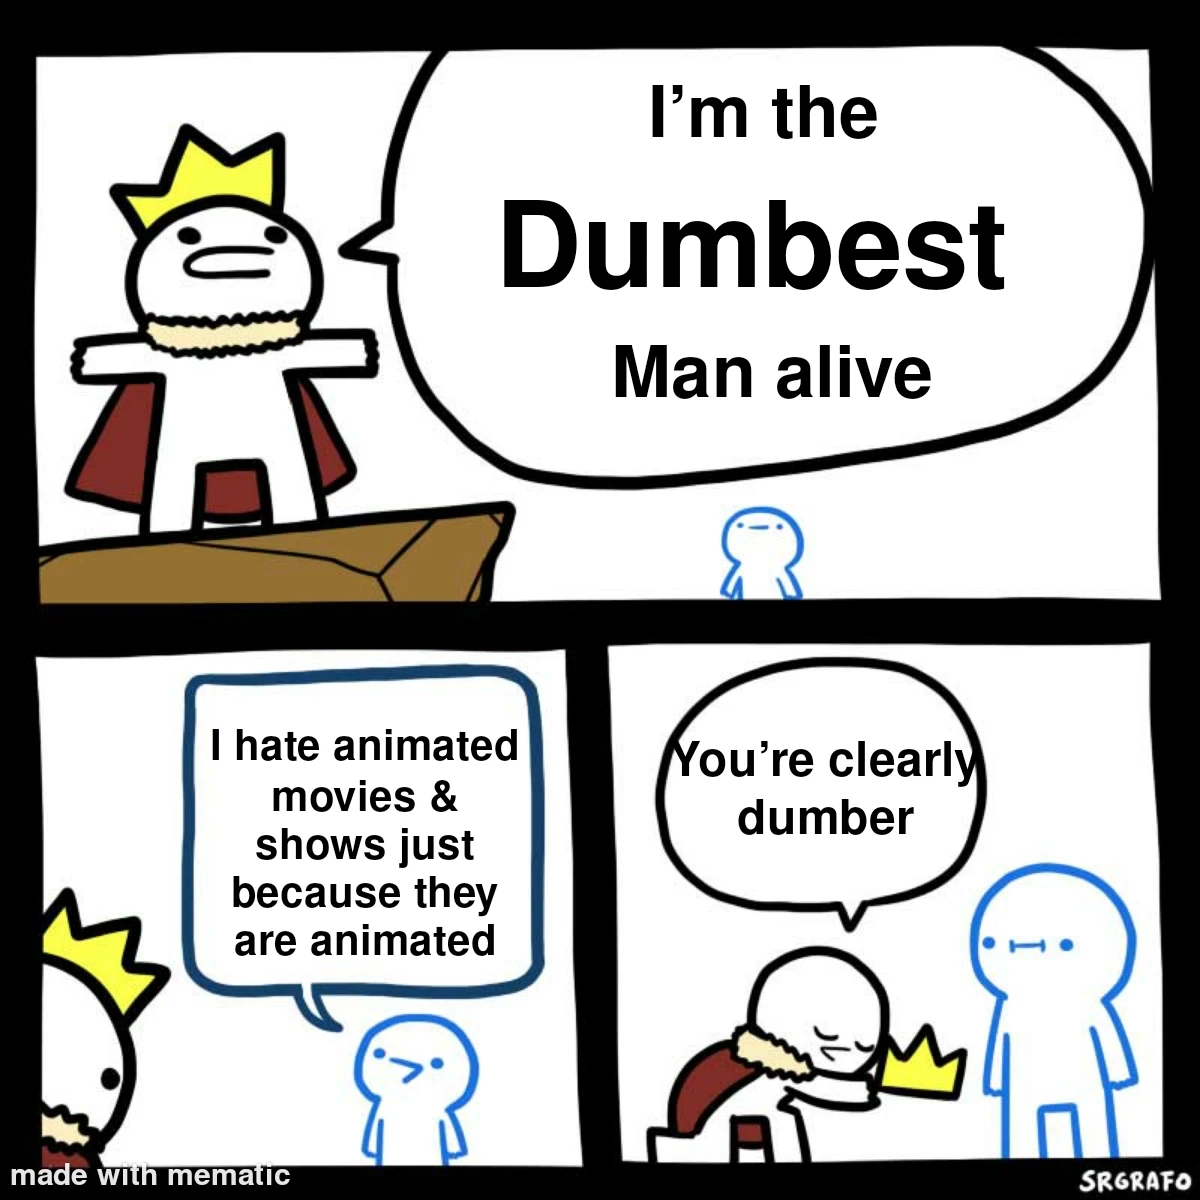 I’m the
Dumbest
Man alive
I hate animated
movies &
shows just
because they
are animated
You’re clearly
dumber
made with mematic
SRGRAFO